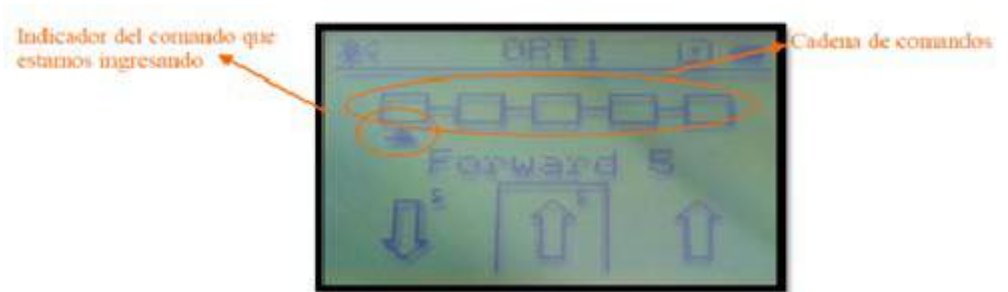 Indicador del comando que
estamos ingresando
Cadena de comandos
ORT1
Forward 5
5
5